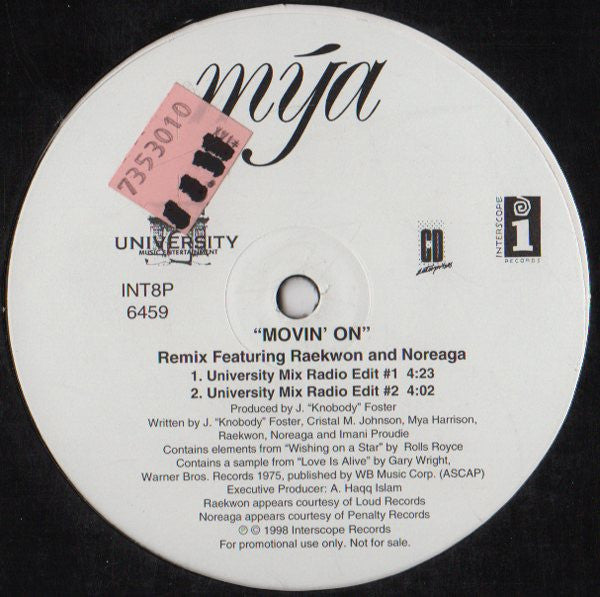 mýa
7353010
UNIVERSITY
MUSIC ENTERTAINMENT
CD
enterprises
INTERSCOPE
i
RECORDS
INT8P
6459
“MOVIN’ ON”
Remix Featuring Raekwon and Noreaga
1. University Mix Radio Edit #1 4:23
2. University Mix Radio Edit #2 4:02
Produced by J. “Knobody” Foster
Written by J. “Knobody” Foster, Cristal M. Johnson, Mya Harrison,
Raekwon, Noreaga and Imani Proudie
Contains elements from “Wishing on a Star” by Rolls Royce
Contains a sample from “Love Is Alive” by Gary Wright,
Warner Bros. Records 1975, published by WB Music Corp. (ASCAP)
Executive Producer: A. Haqq Islam
Raekwon appears courtesy of Loud Records
Noreaga appears courtesy of Penalty Records
℗ © 1998 Interscope Records
For promotional use only. Not for sale.